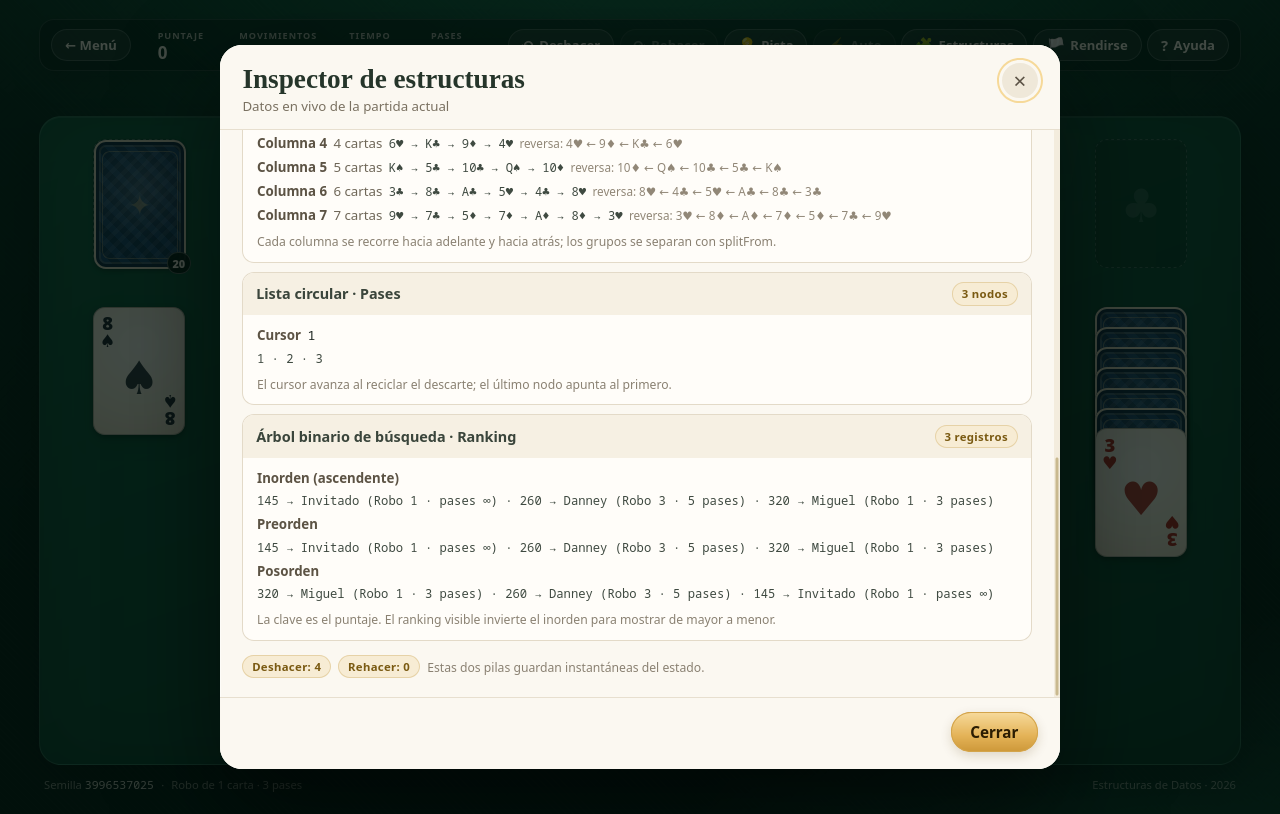 ← Menú
PUNTAJE
0
MOVIMIENTOS
TIEMPO
PASES
Deshacer
Rehacer
Pista
Auto
Estructuras
Rendirse
? Ayuda
Inspector de estructuras
Datos en vivo de la partida actual
×
Columna 4 4 cartas 6♥ → K♣ → 9♦ → 4♥ reversa: 4♥ ← 9♦ ← K♣ ← 6♥
Columna 5 5 cartas K♠ → 5♣ → 10♣ → Q♠ → 10♦ reversa: 10♦ ← Q♠ ← 10♣ ← 5♣ ← K♠
Columna 6 6 cartas 3♣ → 8♣ → A♣ → 5♥ → 4♣ → 8♥ reversa: 8♥ ← 4♣ ← 5♥ ← A♣ ← 8♣ ← 3♣
Columna 7 7 cartas 9♥ → 7♣ → 5♦ → 7♦ → A♦ → 8♦ → 3♥ reversa: 3♥ ← 8♦ ← A♦ ← 7♦ ← 5♦ ← 7♣ ← 9♥
Cada columna se recorre hacia adelante y hacia atrás; los grupos se separan con splitFrom.
Lista circular · Pases
3 nodos
Cursor 1
1 · 2 · 3
El cursor avanza al reciclar el descarte; el último nodo apunta al primero.
Árbol binario de búsqueda · Ranking
3 registros
Inorden (ascendente)
145 → Invitado (Robo 1 · pases ∞) · 260 → Danney (Robo 3 · 5 pases) · 320 → Miguel (Robo 1 · 3 pases)
Preorden
145 → Invitado (Robo 1 · pases ∞) · 260 → Danney (Robo 3 · 5 pases) · 320 → Miguel (Robo 1 · 3 pases)
Posorden
320 → Miguel (Robo 1 · 3 pases) · 260 → Danney (Robo 3 · 5 pases) · 145 → Invitado (Robo 1 · pases ∞)
La clave es el puntaje. El ranking visible invierte el inorden para mostrar de mayor a menor.
Deshacer: 4
Rehacer: 0
Estas dos pilas guardan instantáneas del estado.
Cerrar
20
8
♠
8
3
♥
3
Semilla 3996537025 · Robo de 1 carta · 3 pases
Estructuras de Datos · 2026